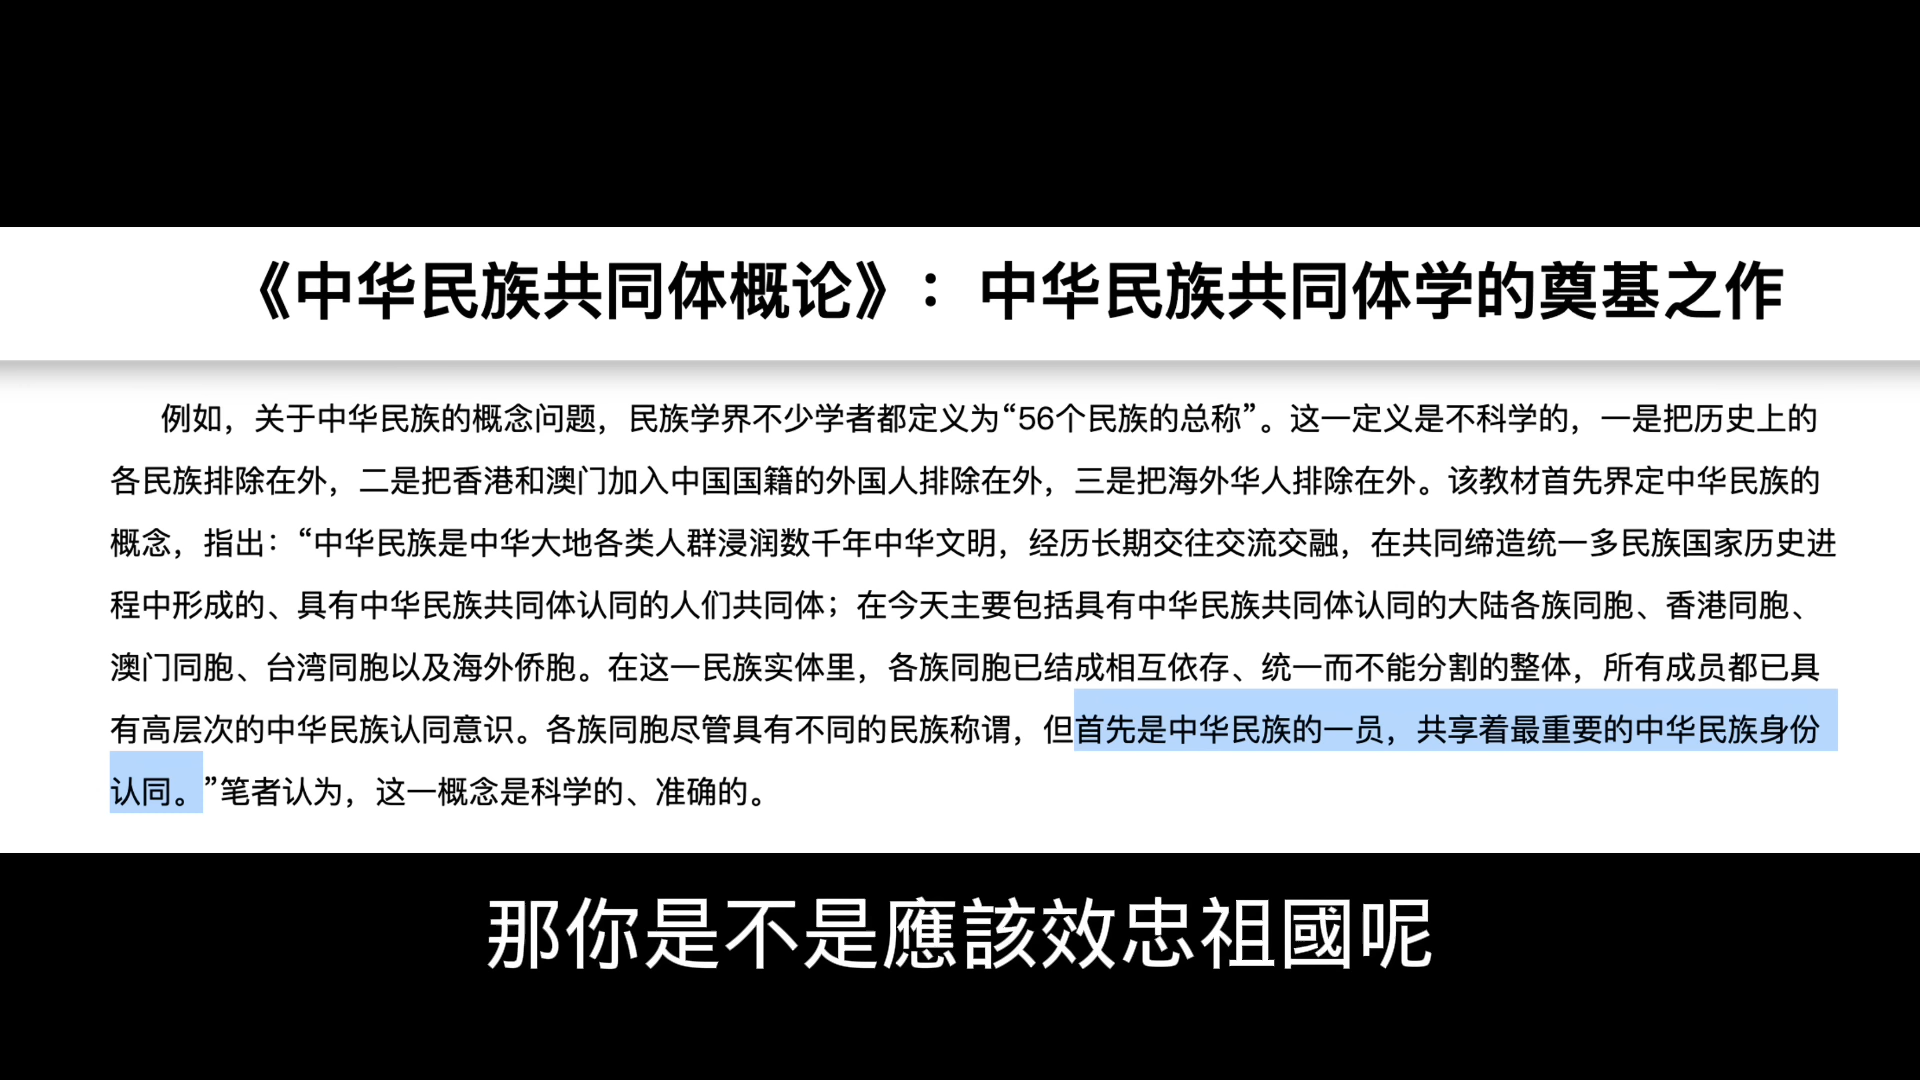 《中华民族共同体概论》：中华民族共同体学的奠基之作
例如，关于中华民族的概念问题，民族学界不少学者都定义为“56个民族的总称”。这一定义是不科学的，一是把历史上的
各民族排除在外，二是把香港和澳门加入中国国籍的外国人排除在外，三是把海外华人排除在外。该教材首先界定中华民族的
概念，指出：“中华民族是中华大地各类人群浸润数千年中华文明，经历长期交往交流交融，在共同缔造统一多民族国家历史进
程中形成的、具有中华民族共同体认同的人们共同体；在今天主要包括具有中华民族共同体认同的大陆各族同胞、香港同胞、
澳门同胞、台湾同胞以及海外侨胞。在这一民族实体里，各族同胞已结成相互依存、统一而不能分割的整体，所有成员都已具
有高层次的中华民族认同意识。各族同胞尽管具有不同的民族称谓，但首先是中华民族的一员，共享着最重要的中华民族身份
认同。”笔者认为，这一概念是科学的、准确的。
那你是不是應該效忠祖國呢